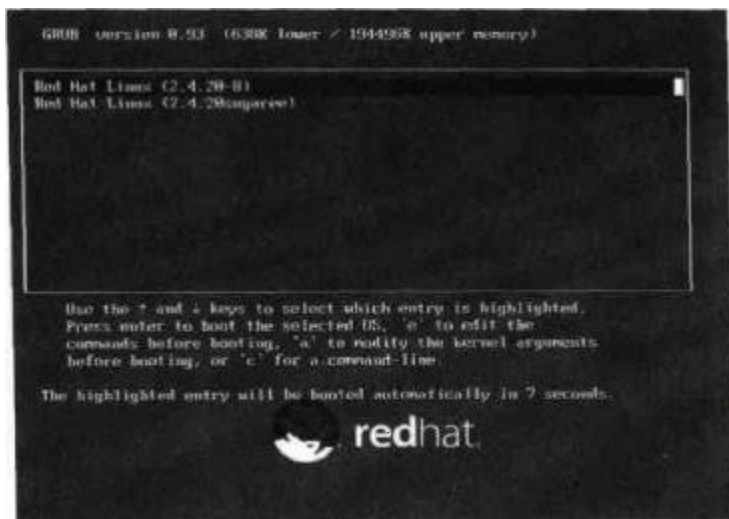 GRUB version 0.93 (638K lower / 194496K upper memory)
Red Hat Linux (2.4.20-8)
Red Hat Linux (2.4.20sugaree)
Use the ↑ and ↓ keys to select which entry is highlighted.
Press enter to boot the selected OS, 'e' to edit the
commands before booting, 'a' to modify the kernel arguments
before booting, or 'c' for a command-line.
The highlighted entry will be booted automatically in 7 seconds.
redhat.